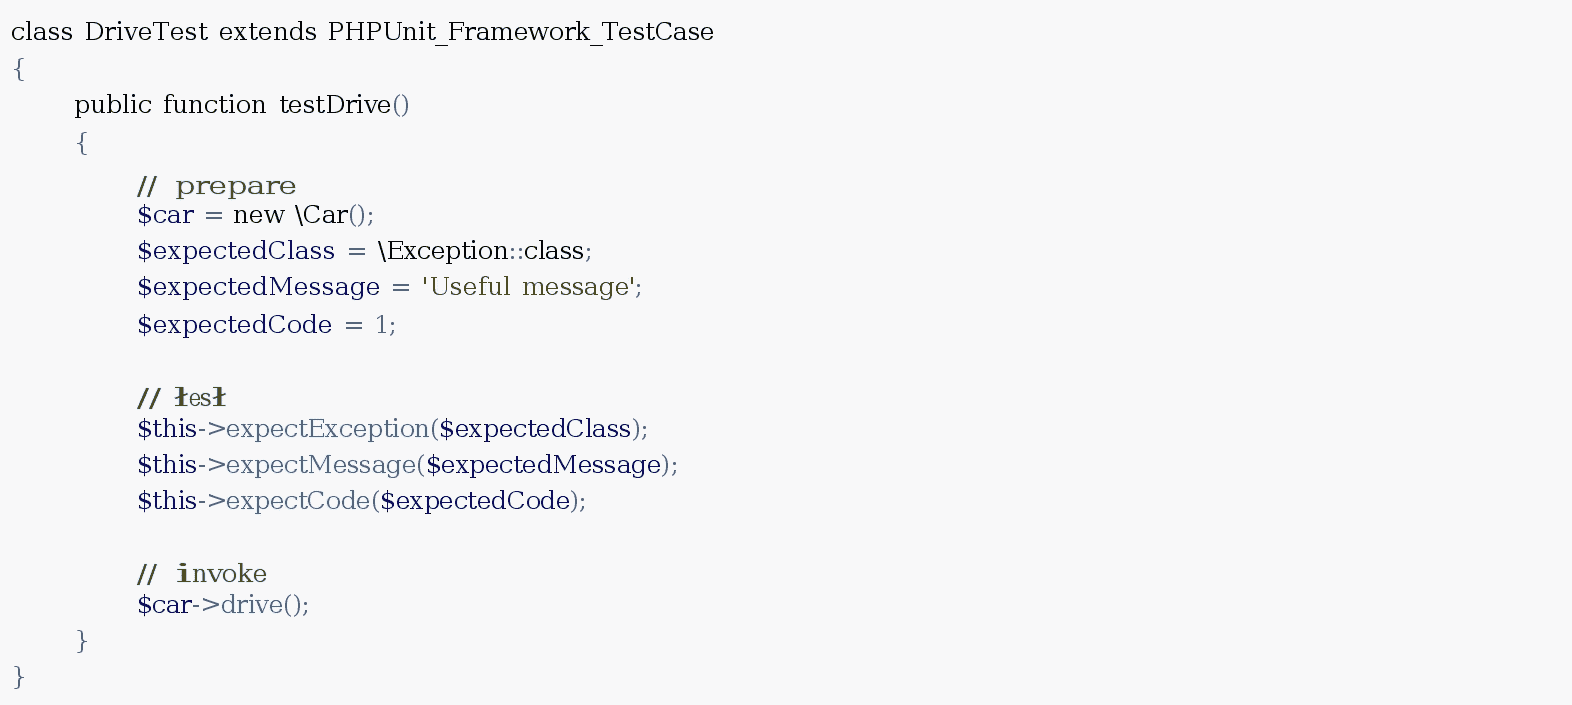 class DriveTest extends PHPUnit_Framework_TestCase
{
public function testDrive()
{
// prepare
$car = new \Car();
$expectedClass = \Exception::class;
$expectedMessage = 'Useful message';
$expectedCode = 1;
// łesł
$this->expectException($expectedClass);
$this->expectMessage($expectedMessage);
$this->expectCode($expectedCode);
// invoke
$car->drive();
}
}